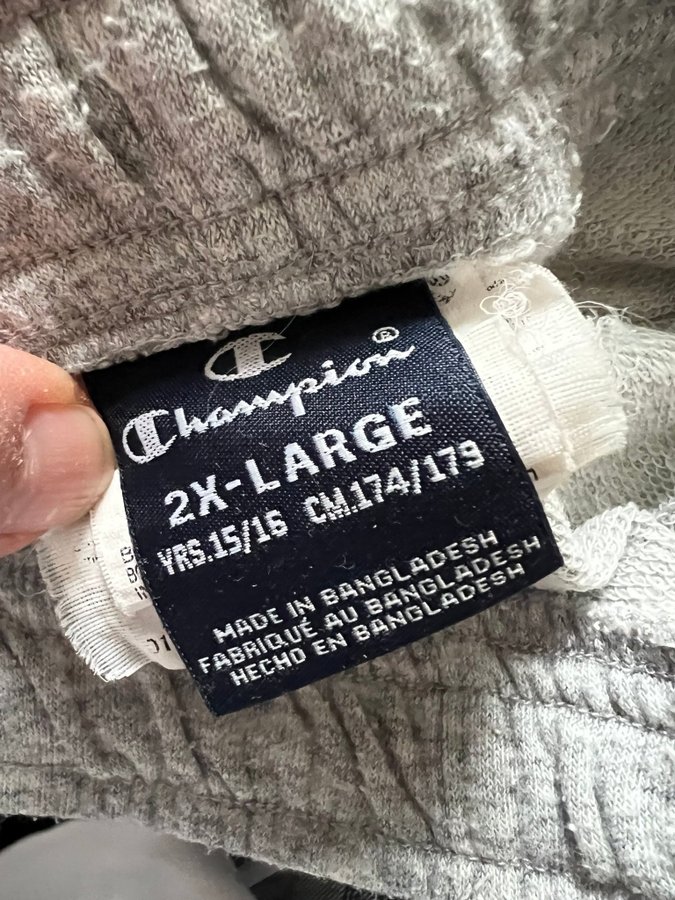 Champion®
2X-LARGE
YRS.15/16 CM.174/179
MADE IN BANGLADESH
FABRIQUÉ AU BANGLADESH
HECHO EN BANGLADESH